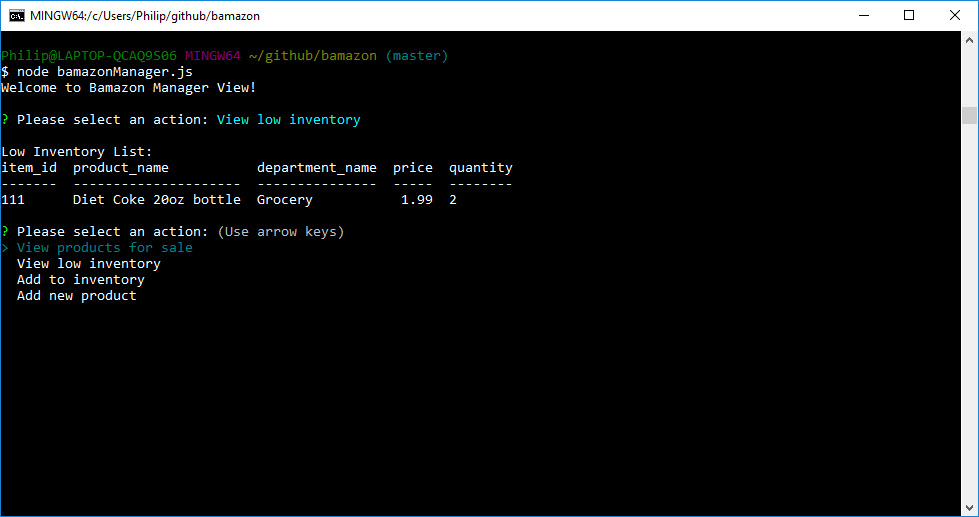 MINGW64:/c/Users/Philip/github/bamazon
Philip@LAPTOP-QCAQ9S06 MINGW64 ~/github/bamazon (master)
$ node bamazonManager.js
Welcome to Bamazon Manager View!
? Please select an action: View low inventory
Low Inventory List:
item_id  product_name           department_name  price  quantity
-------  ---------------------  ---------------  -----  --------
111      Diet Coke 20oz bottle  Grocery           1.99  2
? Please select an action: (Use arrow keys)
> View products for sale
  View low inventory
  Add to inventory
  Add new product